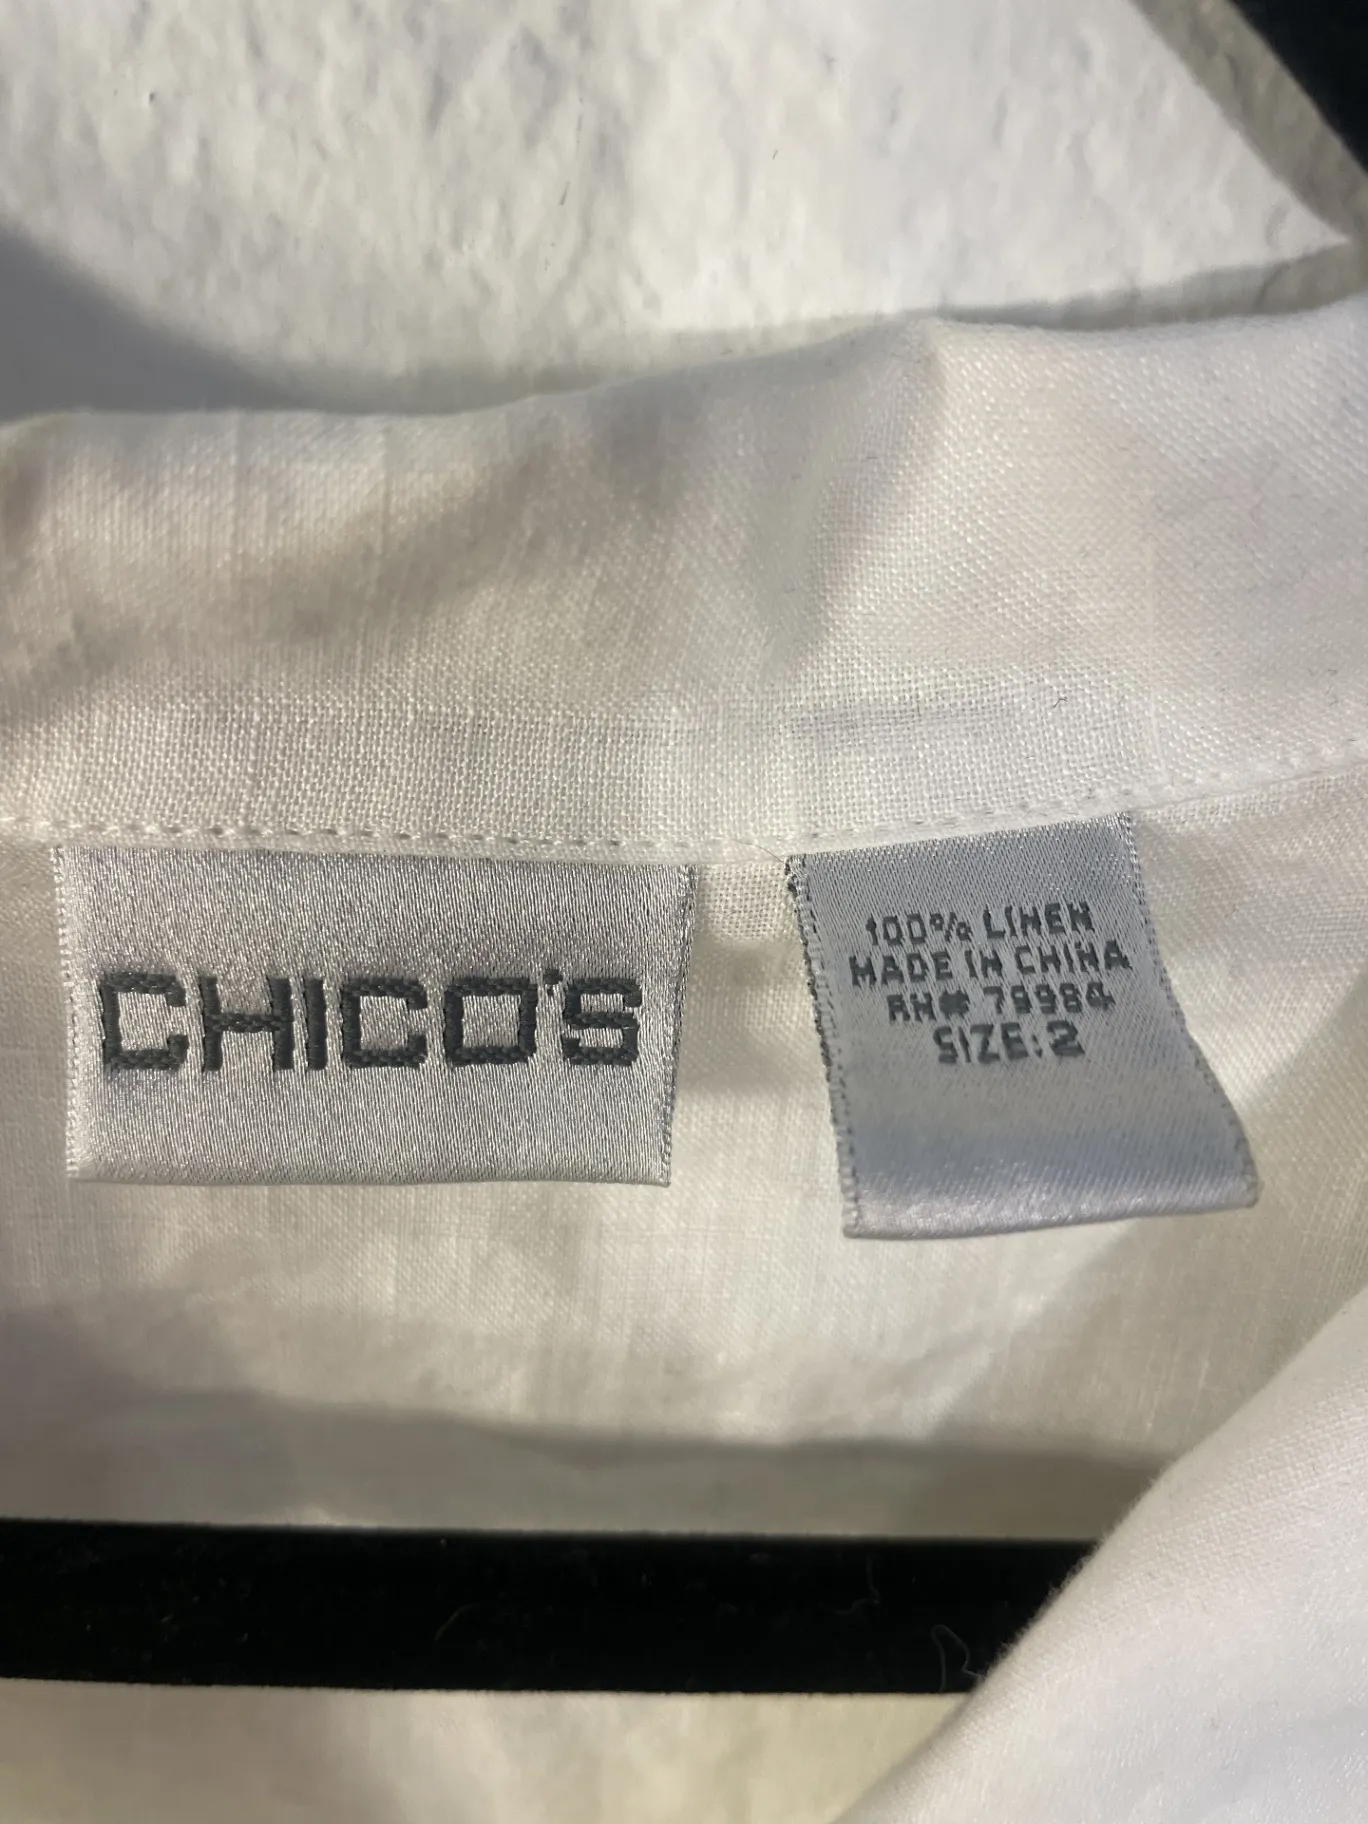 CHICO'S
100% LINEN
MADE IN CHINA
RN# 79984
SIZE: 2